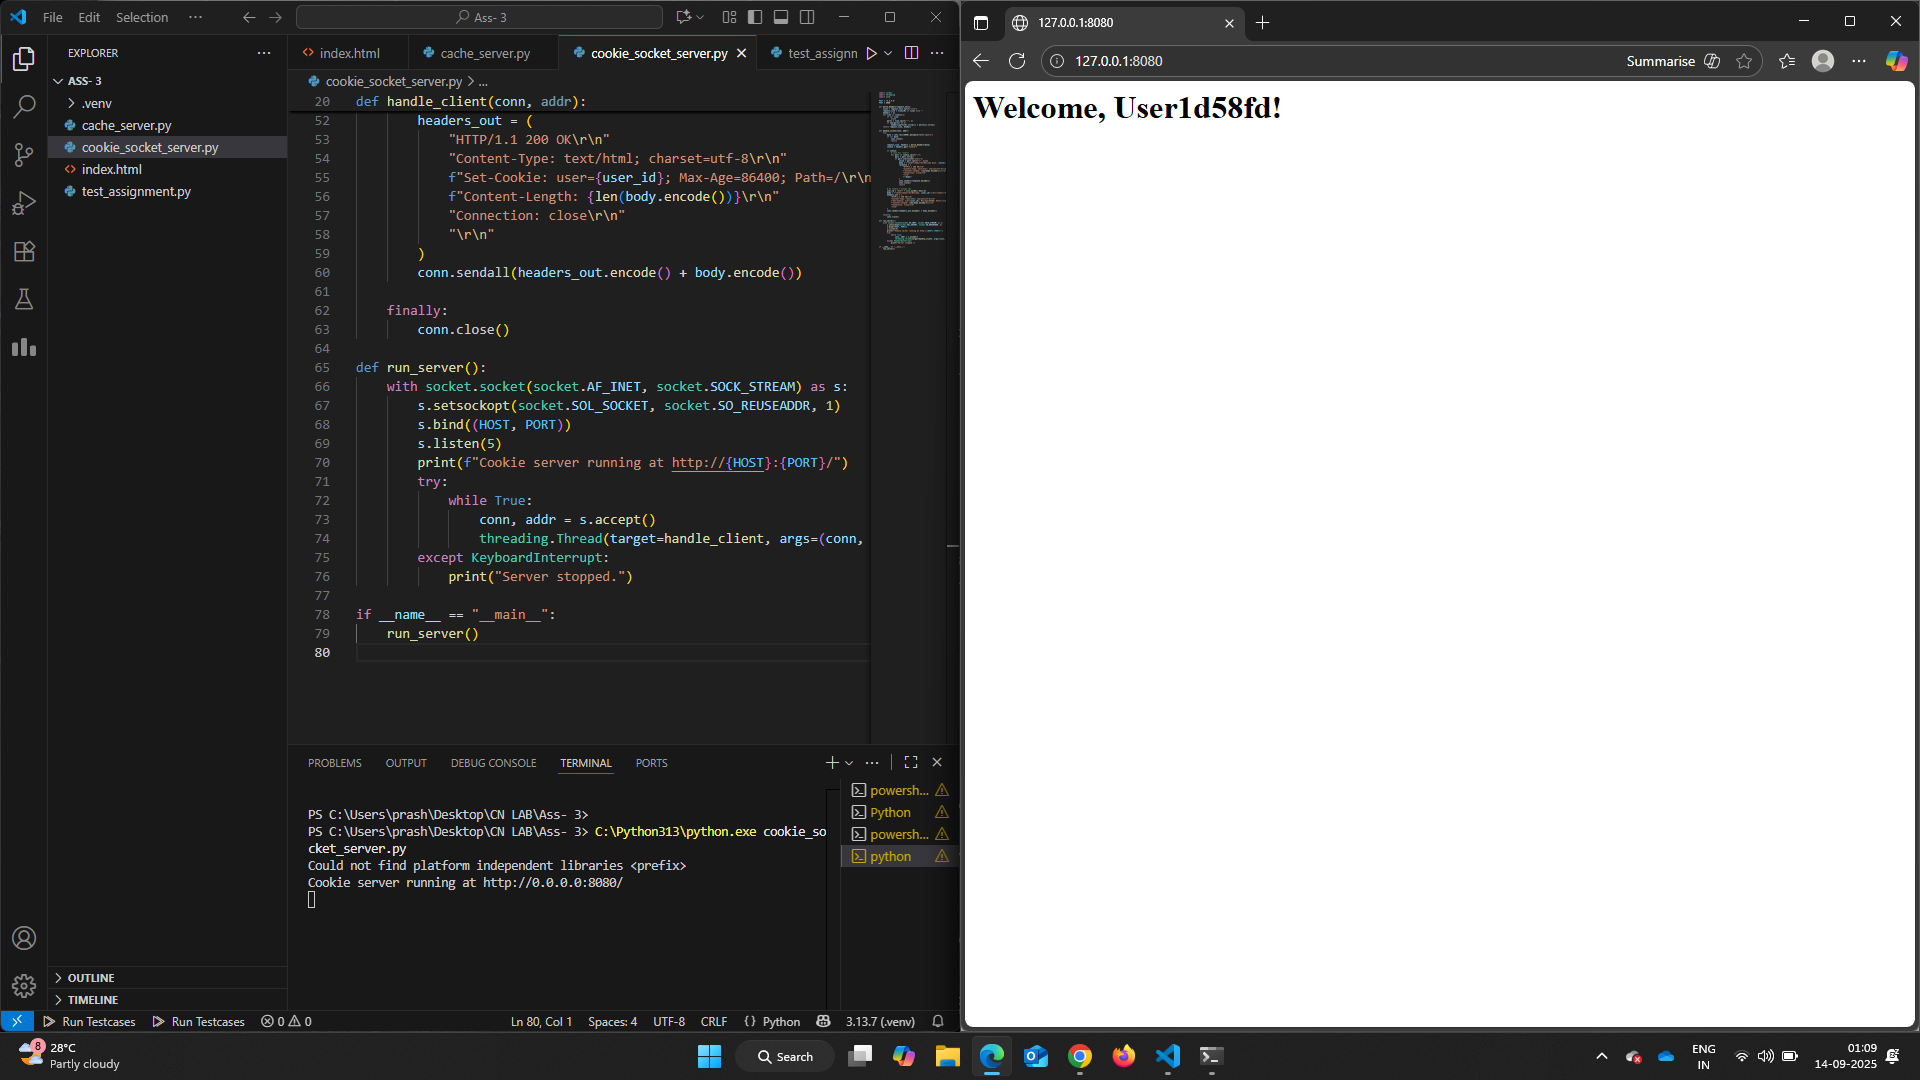 File Edit Selection ···
Ass- 3
EXPLORER
ASS- 3
.venv
cache_server.py
cookie_socket_server.py
index.html
test_assignment.py
OUTLINE
TIMELINE
index.html
cache_server.py
cookie_socket_server.py
test_assignn
cookie_socket_server.py > ...
20 def handle_client(conn, addr):
52 headers_out = (
53 "HTTP/1.1 200 OK\r\n"
54 "Content-Type: text/html; charset=utf-8\r\n"
55 f"Set-Cookie: user={user_id}; Max-Age=86400; Path=/\r\n
56 f"Content-Length: {len(body.encode())}\r\n"
57 "Connection: close\r\n"
58 "\r\n"
59 )
60 conn.sendall(headers_out.encode() + body.encode())
61
62 finally:
63 conn.close()
64
65 def run_server():
66 with socket.socket(socket.AF_INET, socket.SOCK_STREAM) as s:
67 s.setsockopt(socket.SOL_SOCKET, socket.SO_REUSEADDR, 1)
68 s.bind((HOST, PORT))
69 s.listen(5)
70 print(f"Cookie server running at http://{HOST}:{PORT}/")
71 try:
72 while True:
73 conn, addr = s.accept()
74 threading.Thread(target=handle_client, args=(conn,
75 except KeyboardInterrupt:
76 print("Server stopped.")
77
78 if __name__ == "__main__":
79 run_server()
80
PROBLEMS OUTPUT DEBUG CONSOLE TERMINAL PORTS
PS C:\Users\prash\Desktop\CN LAB\Ass- 3>
PS C:\Users\prash\Desktop\CN LAB\Ass- 3> C:\Python313\python.exe cookie_so
cket_server.py
Could not find platform independent libraries <prefix>
Cookie server running at http://0.0.0.0:8080/
powersh...
Python
powersh...
python
Run Testcases Run Testcases 0 0
Ln 80, Col 1 Spaces: 4 UTF-8 CRLF {} Python 3.13.7 (.venv)
127.0.0.1:8080
127.0.0.1:8080
Summarise
Welcome, User1d58fd!
8
28°C
Partly cloudy
Search
ENG
IN
01:09
14-09-2025